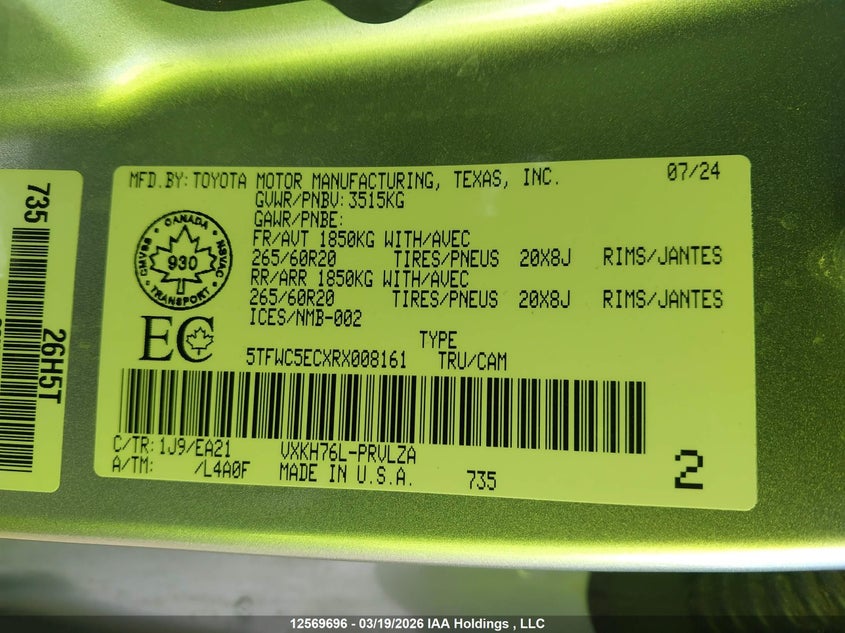 735
26H5T
MFD.BY: TOYOTA MOTOR MANUFACTURING, TEXAS, INC. 07/24
GVWR/PNBV: 3515KG
GAWR/PNBE:
FR/AVT 1850KG WITH/AVEC
265/60R20 TIRES/PNEUS 20X8J RIMS/JANTES
RR/ARR 1850KG WITH/AVEC
265/60R20 TIRES/PNEUS 20X8J RIMS/JANTES
ICES/NMB-002
CANADA
CMVSS 930 NSVAC
TRANSPORT
EC
TYPE
5TFWC5ECXRX008161 TRU/CAM
C/TR: 1J9/EA21 VXKH76L-PRVLZA
A/TM: /L4A0F MADE IN U.S.A. 735 2
12569696 - 03/19/2026 IAA Holdings , LLC